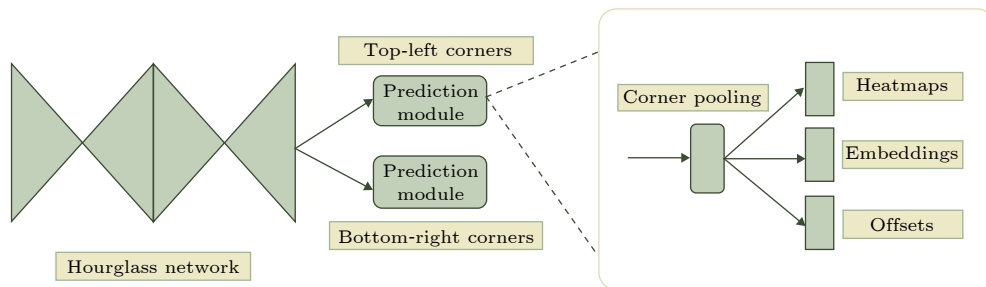 Top-left corners
Prediction
module
Prediction
module
Bottom-right corners
Hourglass network
Corner pooling
Heatmaps
Embeddings
Offsets